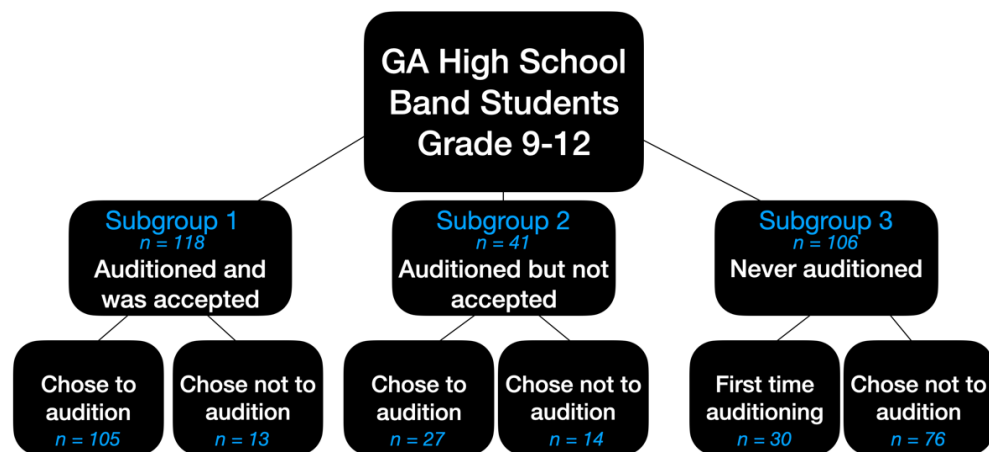 GA High School
Band Students
Grade 9-12
Subgroup 1
n = 118
Auditioned and
was accepted
Subgroup 2
n = 41
Auditioned but not
accepted
Subgroup 3
n = 106
Never auditioned
Chose to
audition
n = 105
Chose not to
audition
n = 13
Chose to
audition
n = 27
Chose not to
audition
n = 14
First time
auditioning
n = 30
Chose not to
audition
n = 76